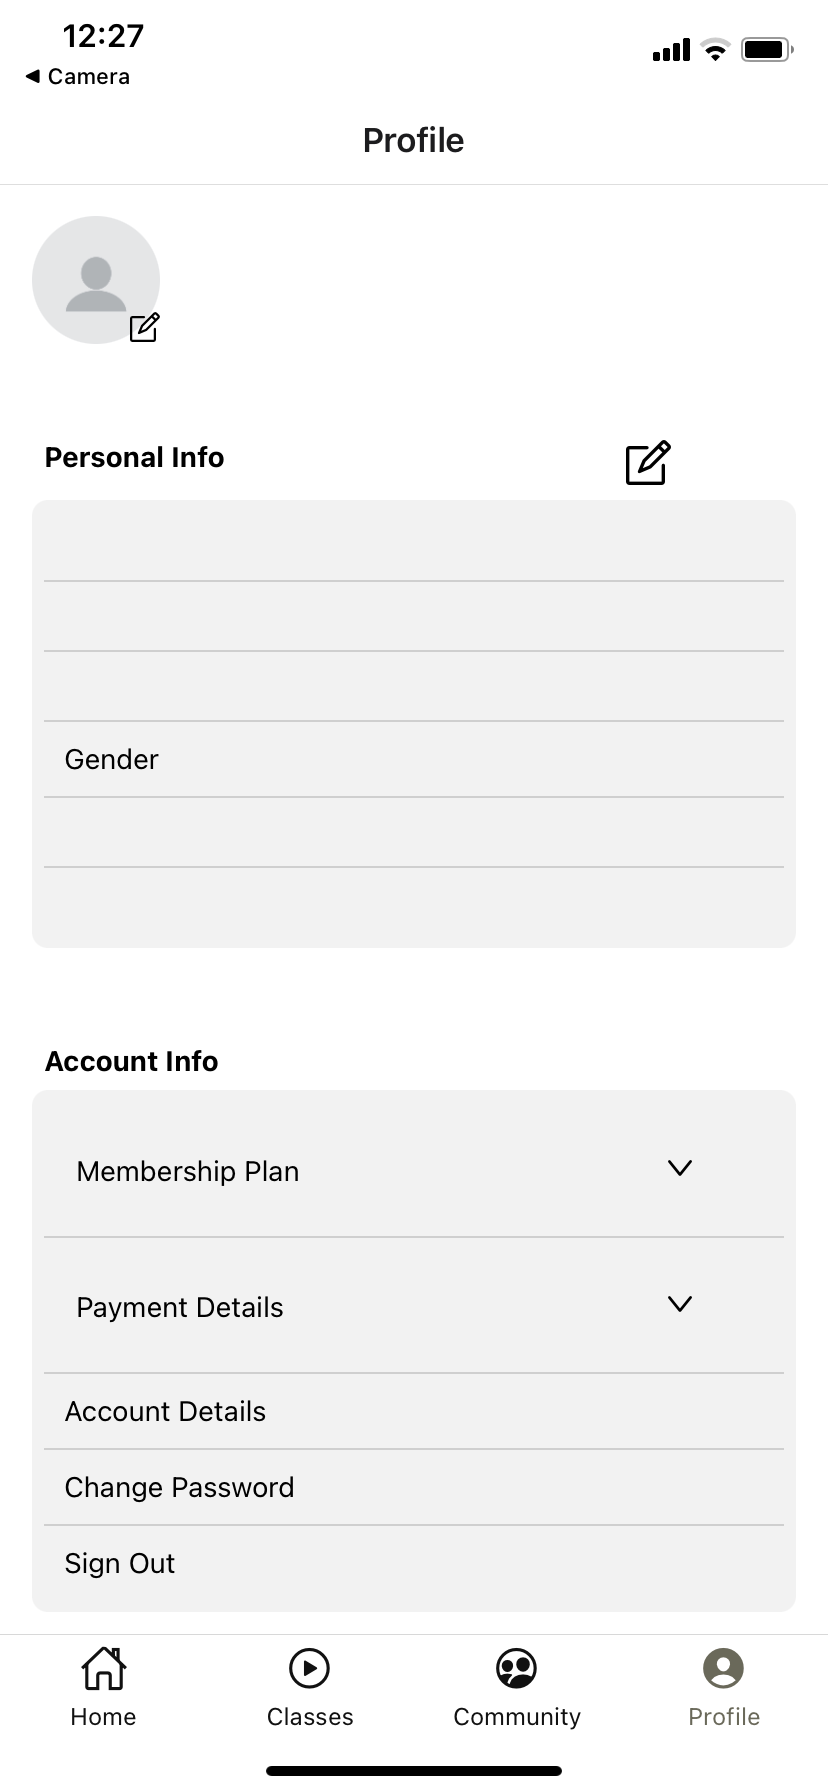 12:27
◀ Camera
Profile
Personal Info
Gender
Account Info
Membership Plan
Payment Details
Account Details
Change Password
Sign Out
Home Classes Community Profile